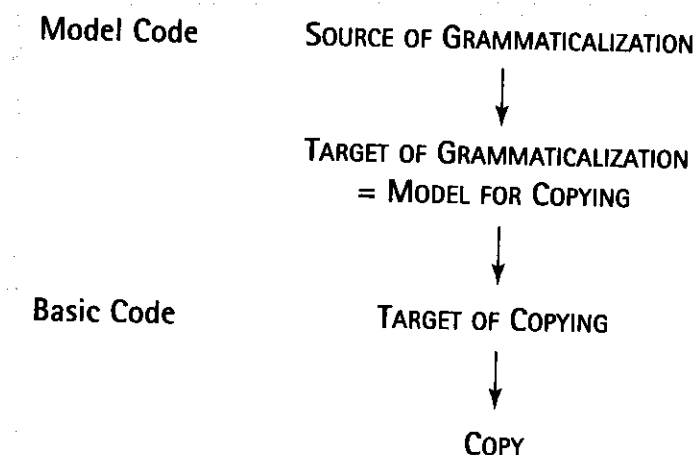 Model Code SOURCE OF GRAMMATICALIZATION
TARGET OF GRAMMATICALIZATION
= MODEL FOR COPYING
Basic Code TARGET OF COPYING
COPY